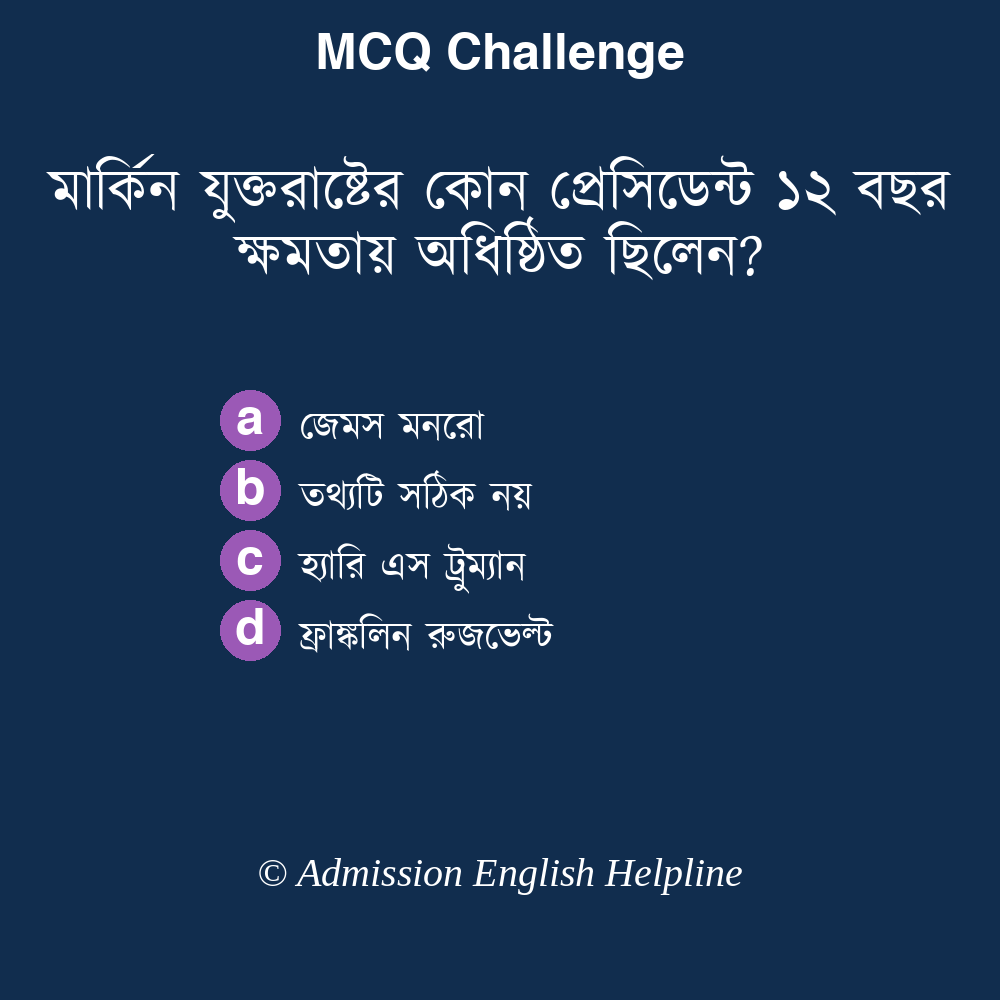 MCQ Challenge
মার্কিন যুক্তরাষ্টের কোন প্রেসিডেন্ট ১২ বছর
ক্ষমতায় অধিষ্ঠিত ছিলেন?
a জেমস মনরো
b তথ্যটি সঠিক নয়
c হ্যারি এস ট্রুম্যান
d ফ্রাঙ্কলিন রুজভেল্ট
© Admission English Helpline